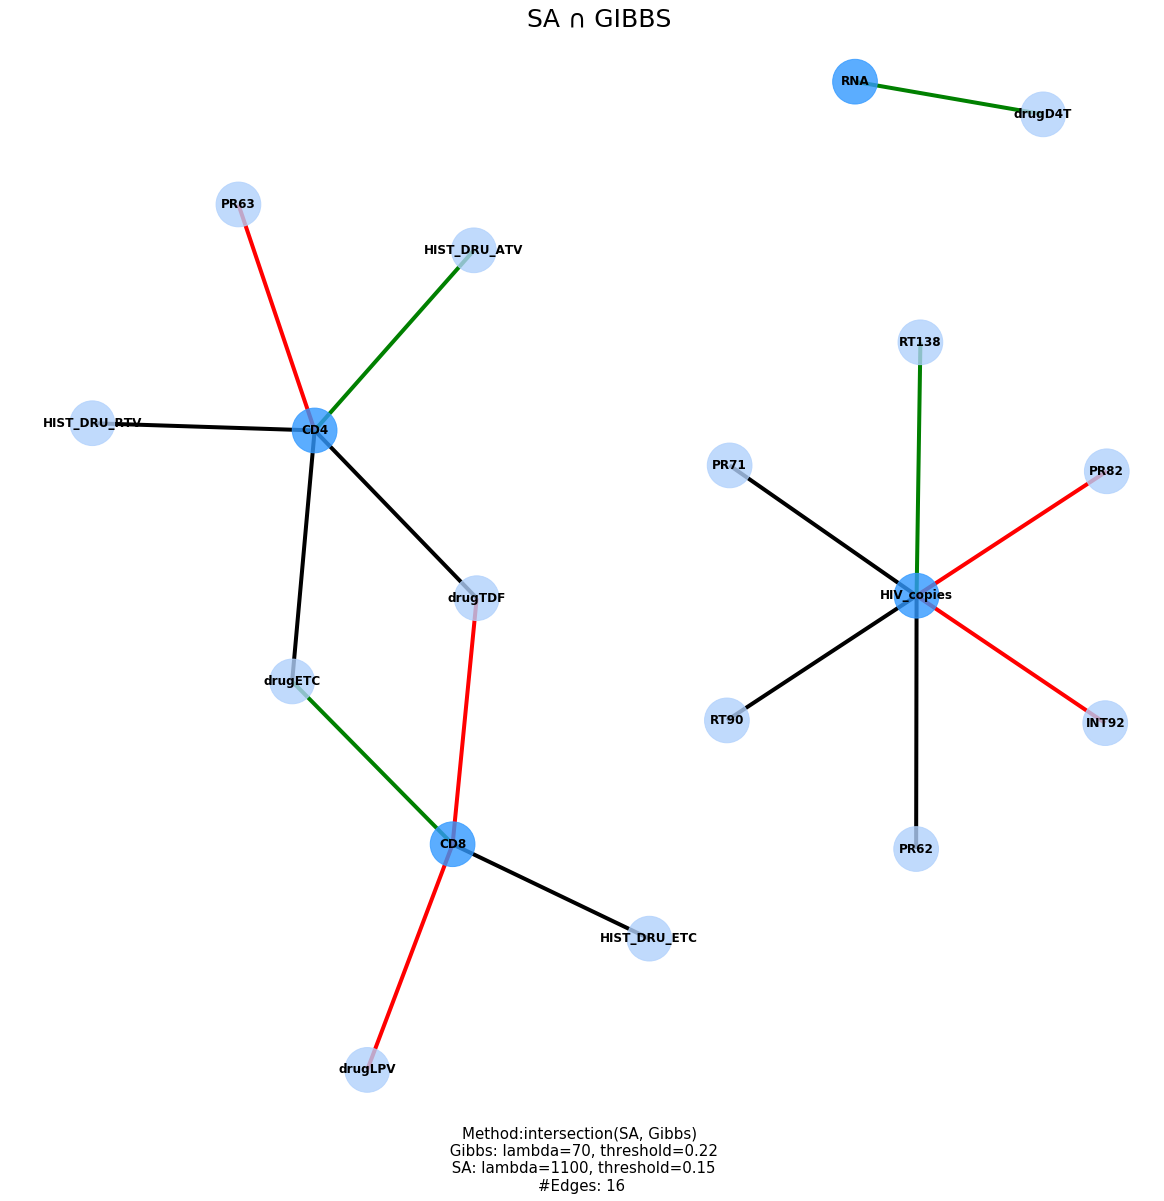 SA ∩ GIBBS
RNA
drugD4T
PR63
HIST_DRU_ATV
RT138
HIST_DRU_RTV
CD4
PR71
PR82
HIV_copies
drugTDF
drugETC
RT90
INT92
CD8
PR62
HIST_DRU_ETC
drugLPV
Method:intersection(SA, Gibbs)
Gibbs: lambda=70, threshold=0.22
SA: lambda=1100, threshold=0.15
#Edges: 16